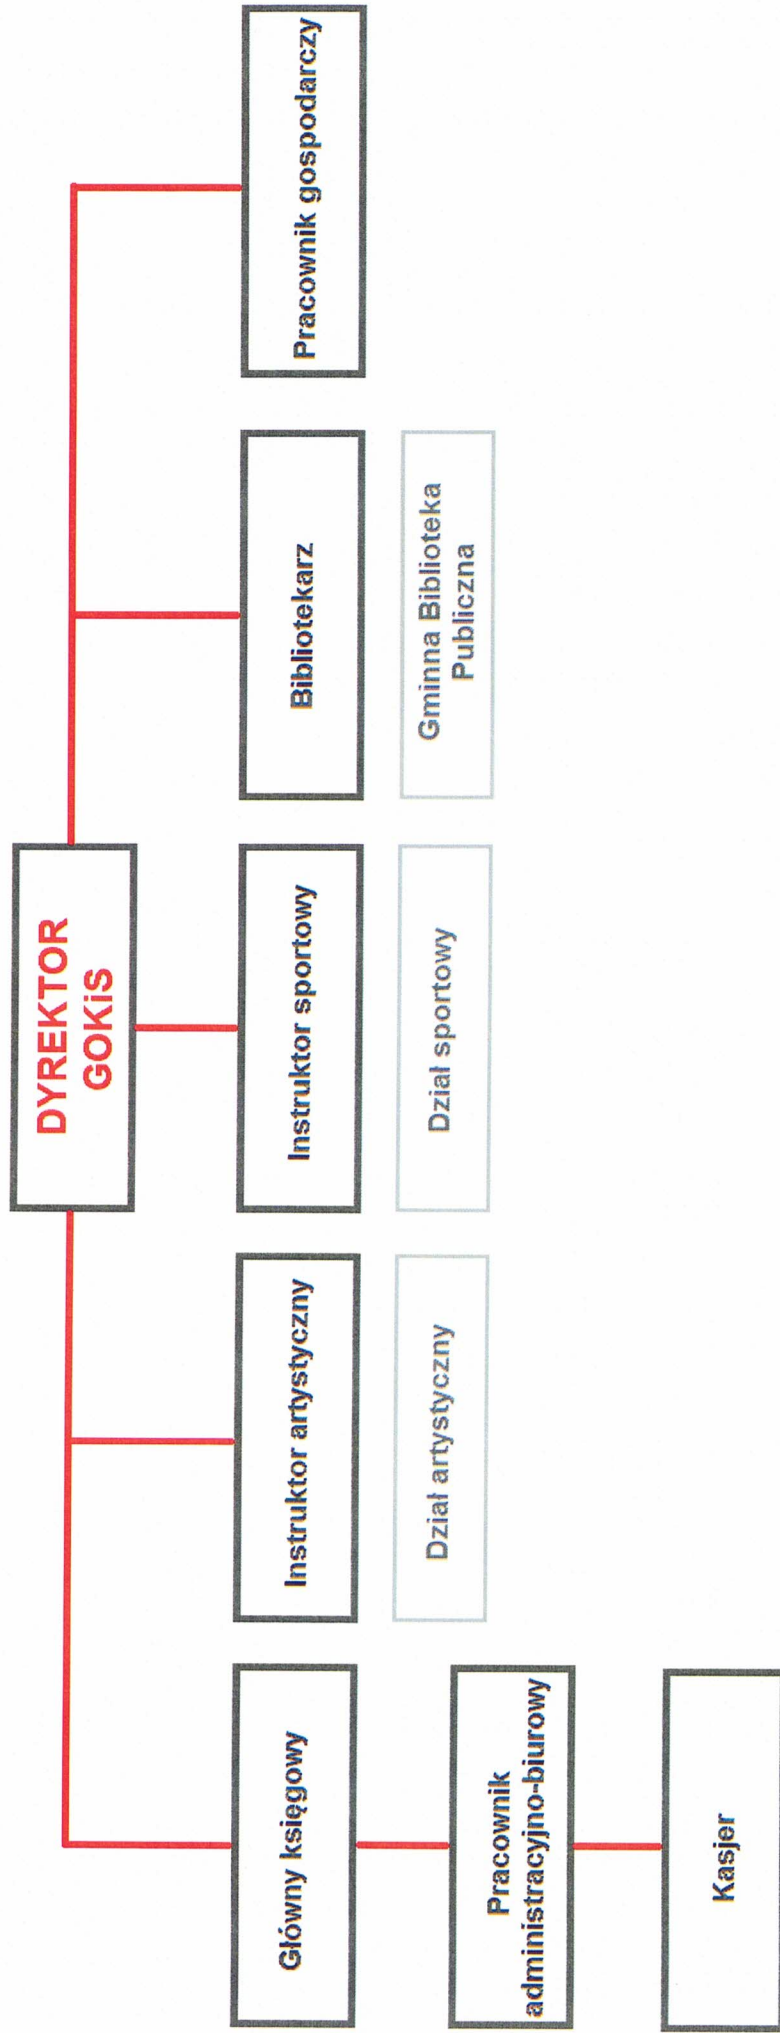 DYREKTOR
GOKiS
Główny księgowy
Instruktor artystyczny
Instruktor sportowy
Bibliotekarz
Pracownik gospodarczy
Dział artystyczny
Dział sportowy
Gminna Biblioteka
Publiczna
Pracownik
administracyjno-biurowy
Kasjer